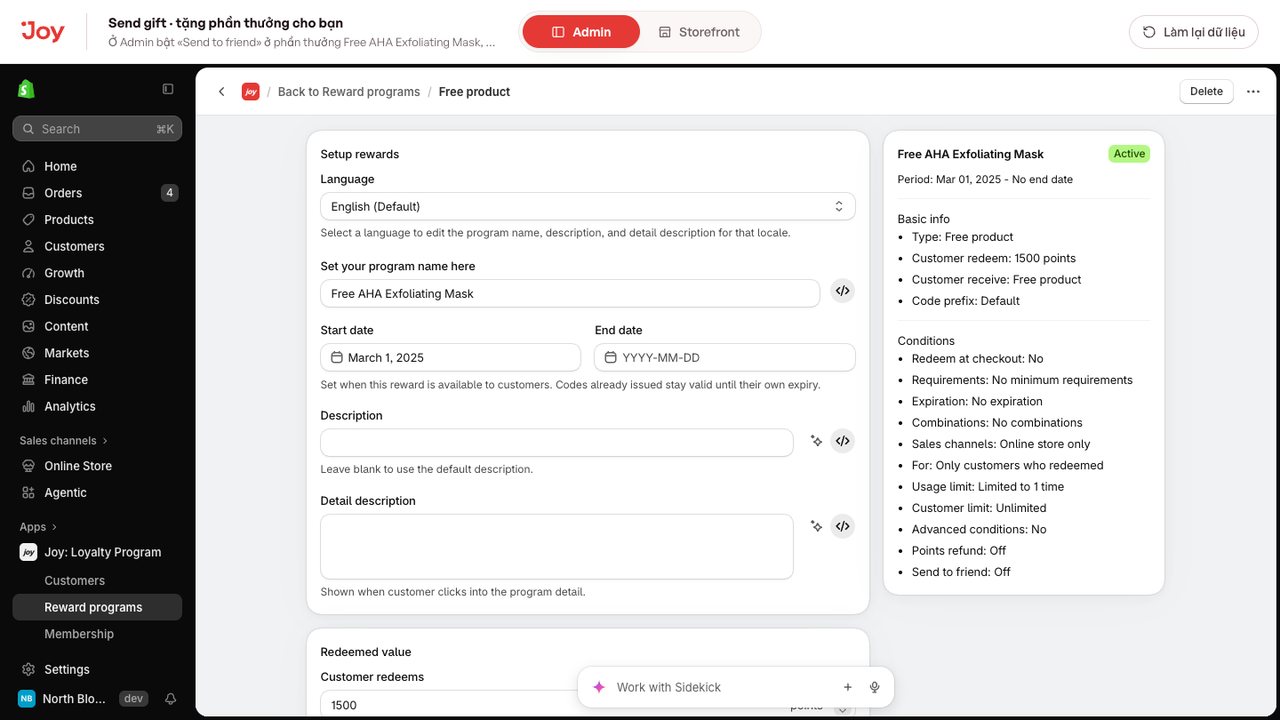 Joy
Send gift · tặng phần thưởng cho bạn
Ở Admin bật «Send to friend» ở phần thưởng Free AHA Exfoliating Mask, ...
Admin
Storefront
Làm lại dữ liệu
Search
⌘K
Home
Orders
4
Products
Customers
Growth
Discounts
Content
Markets
Finance
Analytics
Sales channels
Online Store
Agentic
Apps
joy
Joy: Loyalty Program
Customers
Reward programs
Membership
Settings
NB
North Blo...
dev
joy
/ Back to Reward programs / Free product
Delete
Setup rewards
Language
English (Default)
Select a language to edit the program name, description, and detail description for that locale.
Set your program name here
Free AHA Exfoliating Mask
Start date
End date
March 1, 2025
YYYY-MM-DD
Set when this reward is available to customers. Codes already issued stay valid until their own expiry.
Description
Leave blank to use the default description.
Detail description
Shown when customer clicks into the program detail.
Redeemed value
Customer redeems
1500
points
Work with Sidekick
Free AHA Exfoliating Mask
Active
Period: Mar 01, 2025 - No end date
Basic info
• Type: Free product
• Customer redeem: 1500 points
• Customer receive: Free product
• Code prefix: Default
Conditions
• Redeem at checkout: No
• Requirements: No minimum requirements
• Expiration: No expiration
• Combinations: No combinations
• Sales channels: Online store only
• For: Only customers who redeemed
• Usage limit: Limited to 1 time
• Customer limit: Unlimited
• Advanced conditions: No
• Points refund: Off
• Send to friend: Off